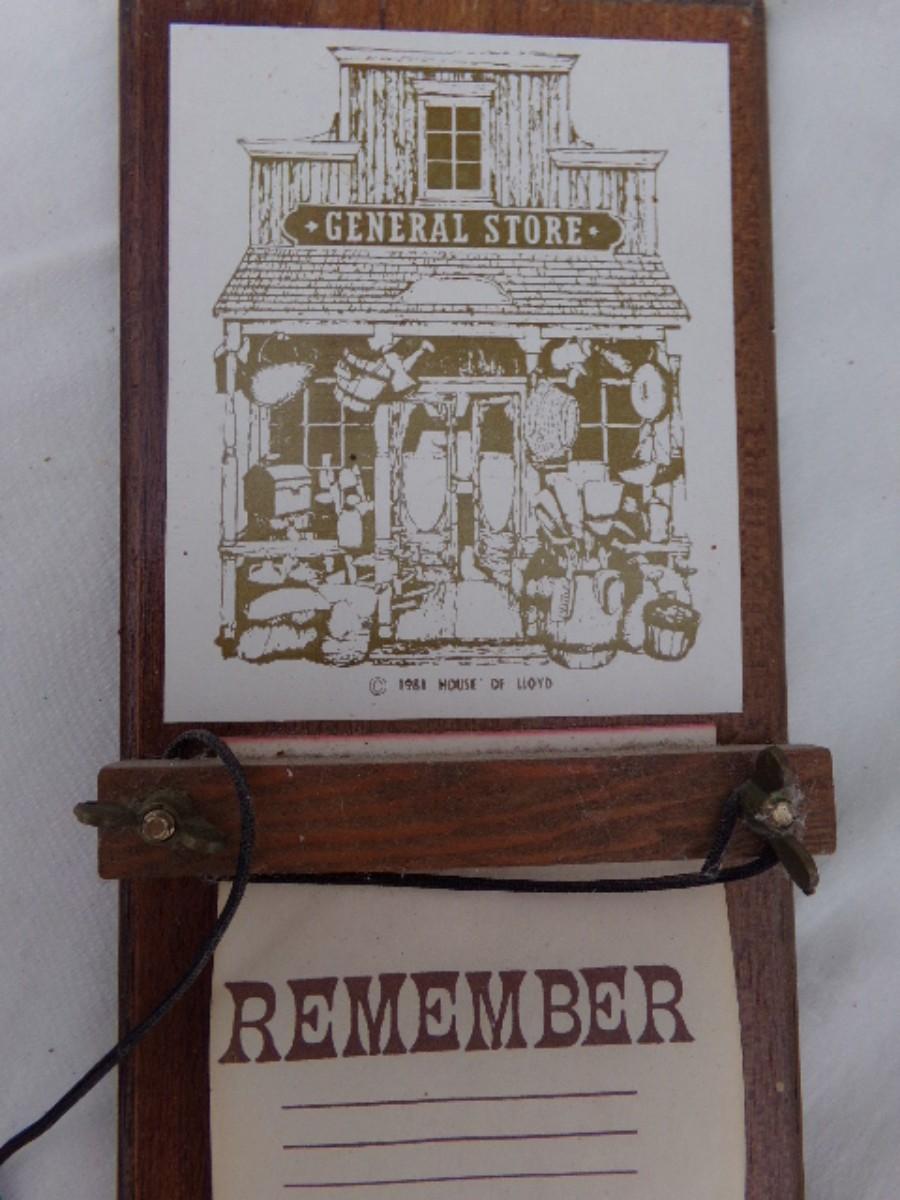 GENERAL STORE
© 1981 HOUSE OF LLOYD
REMEMBER